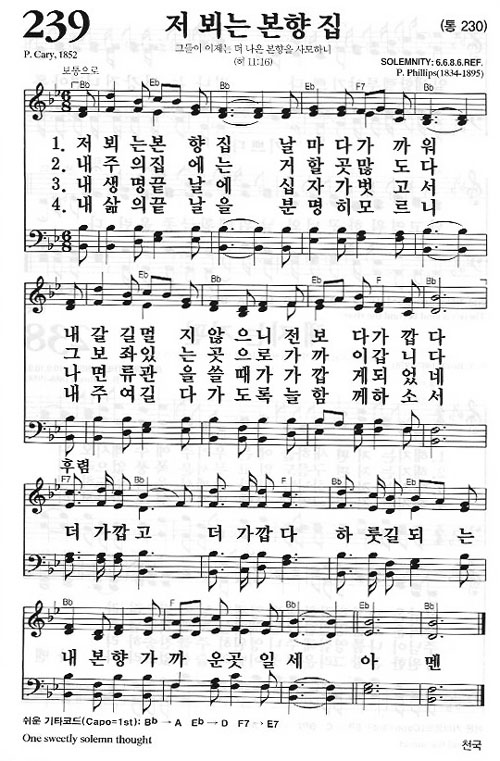 239 저 뵈는 본향 집 (통 230)
그들이 이제는 더 나은 본향을 사모하니
(히 11:16)
P. Cary, 1852
SOLEMNITY: 6.6.8.6.REF.
P. Phillips(1834-1895)
보통으로
Bb Eb Bb Eb Bb
6 8
1. 저 뵈 는 본 향 집 날 마 다 가 까 워
2. 내 주 의 집 에 는 거 할 곳 많 도 다
3. 내 생 명 끝 날 에 십 자 가 벗 고 서
4. 내 삶 의 끝 날 을 분 명 히 모 르 니
6 8
Eb Bb Eb F Bb
내 갈 길 멀 지 않 으 니 전 보 다 가 깝 다
그 보 좌 있 는 곳 으 로 가 까 이 갑 니 다
나 면 류 관 을 쓸 때 가 가 깝 게 되 었 네
내 주 여 길 다 가 도 록 늘 함 께 하 소 서
후렴
F7 Bb F7 Bb Eb Bb
더 가 깝 고 더 가 깝 다 하 룻 길 되 는
Bb Eb Bb F Bb Eb Bb
내 본 향 가 까 운 곳 일 세 아 멘
쉬운 기타코드(Capo=1st): Bb → A Eb → D F7 → E7
One sweetly solemn thought
천국